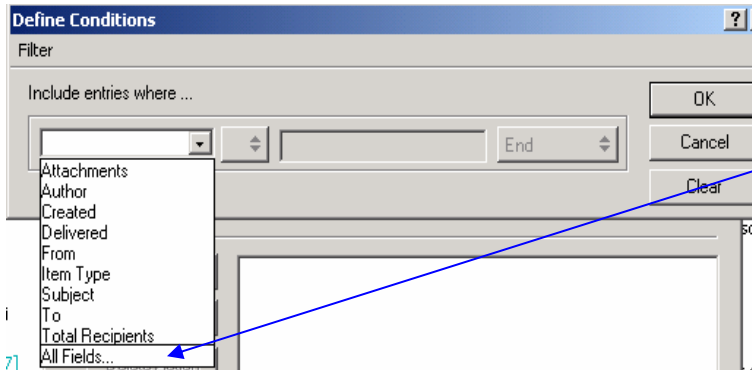 Define Conditions
?
Filter
Include entries where ...
OK
End
Cancel
Clear
Attachments
Author
Created
Delivered
From
Item Type
Subject
To
Total Recipients
All Fields...
7]